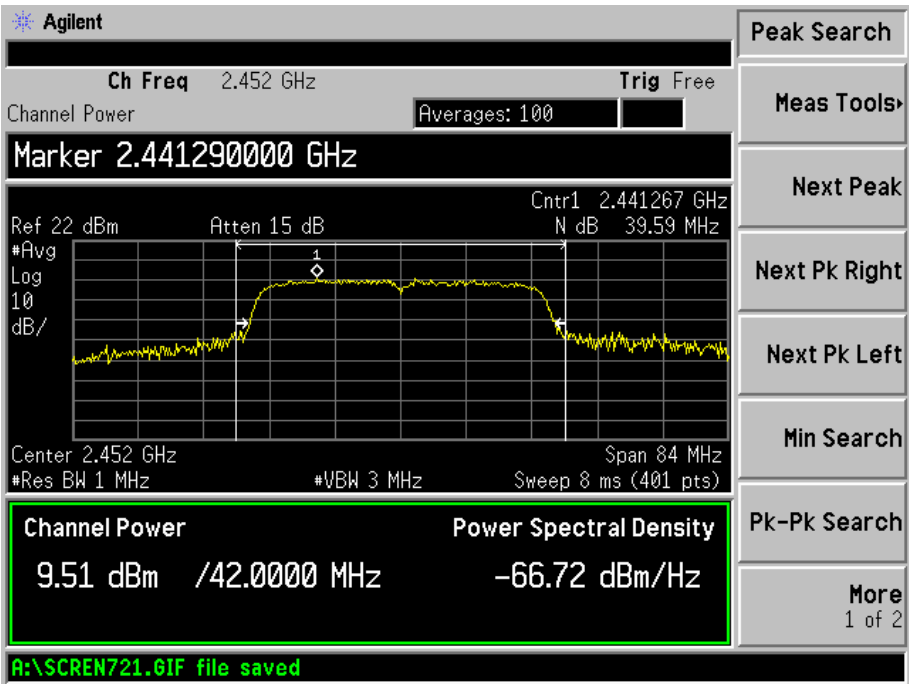 Agilent
Peak Search
Ch Freq 2.452 GHz Trig Free
Channel Power Averages: 100
Meas Tools
Marker 2.441290000 GHz
Next Peak
Cntr1 2.441267 GHz
Ref 22 dBm Atten 15 dB N dB 39.59 MHz
#Avg
Log
10
dB/
1
Next Pk Right
Next Pk Left
Center 2.452 GHz Span 84 MHz
#Res BW 1 MHz #VBW 3 MHz Sweep 8 ms (401 pts)
Min Search
Channel Power Power Spectral Density
Pk-Pk Search
9.51 dBm /42.0000 MHz -66.72 dBm/Hz
More
1 of 2
A:\SCREN721.GIF file saved